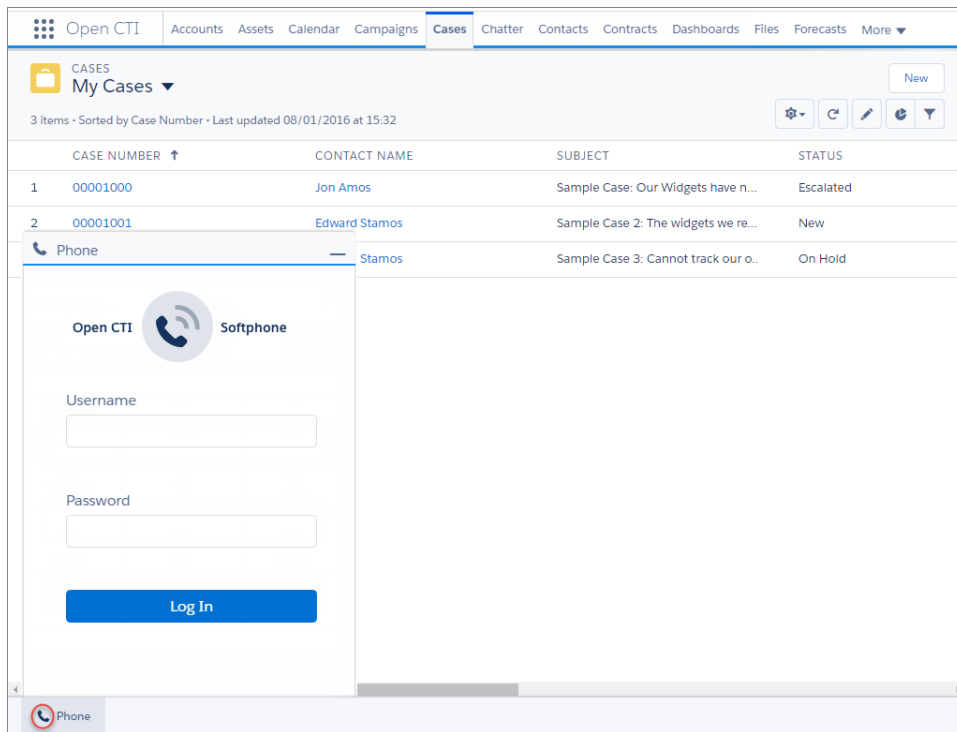 Open CTI Accounts Assets Calendar Campaigns Cases Chatter Contacts Contracts Dashboards Files Forecasts More
CASES
My Cases
New
3 items • Sorted by Case Number • Last updated 08/01/2016 at 15:32
CASE NUMBER CONTACT NAME SUBJECT STATUS
1 00001000 Jon Amos Sample Case: Our Widgets have n... Escalated
2 00001001 Edward Stamos Sample Case 2: The widgets we re... New
Stamos Sample Case 3: Cannot track our o.. On Hold
Phone
Open CTI Softphone
Username
Password
Log In
Phone